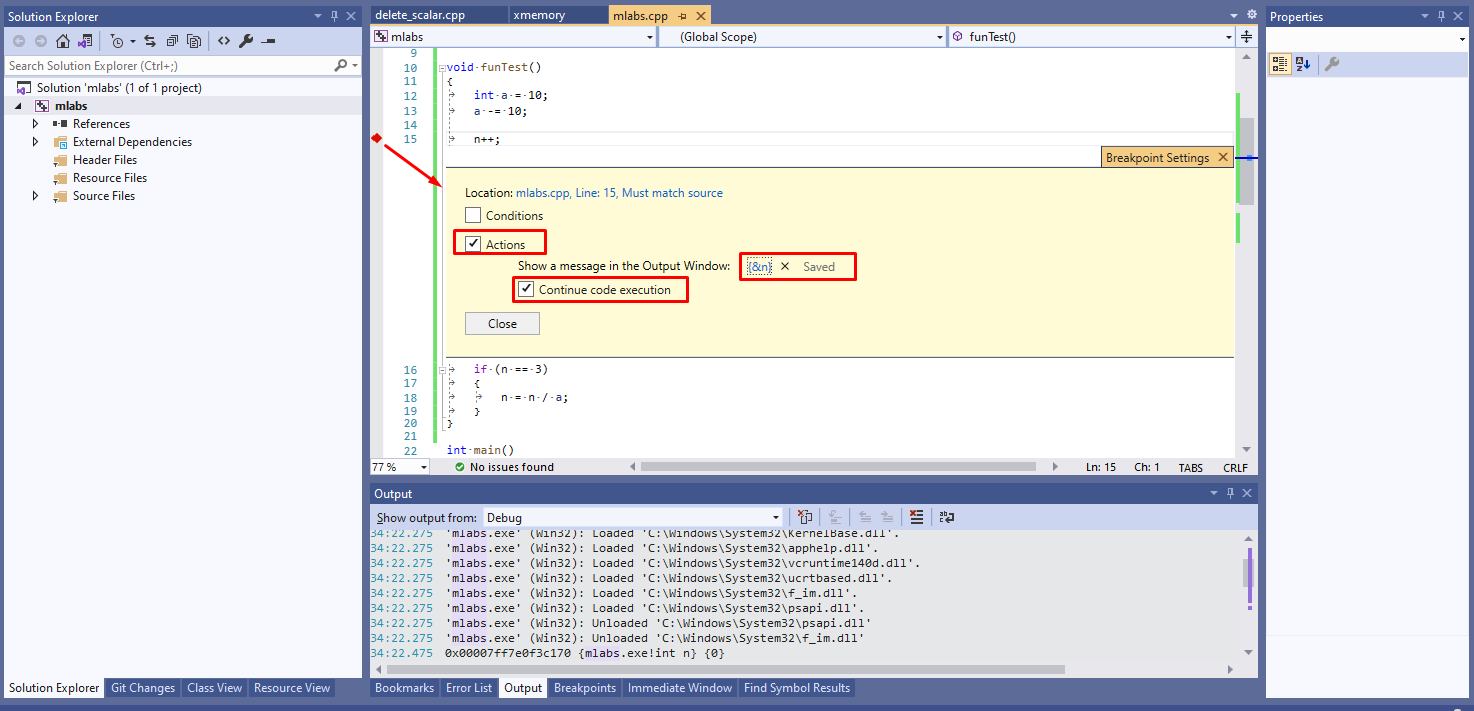 Solution Explorer
Search Solution Explorer (Ctrl+;)
Solution 'mlabs' (1 of 1 project)
mlabs
References
External Dependencies
Header Files
Resource Files
Source Files
Solution Explorer
Git Changes
Class View
Resource View
delete_scalar.cpp
xmemory
mlabs.cpp
mlabs
(Global Scope)
funTest()
9
10 void funTest()
11 {
12 int a = 10;
13 a -= 10;
14
15 n++;
Breakpoint Settings
Location: mlabs.cpp, Line: 15, Must match source
Conditions
Actions
Show a message in the Output Window: {&n} Saved
Continue code execution
Close
16 if (n == 3)
17 {
18 n = n / a;
19 }
20 }
21
22 int main()
77 %
No issues found
Ln: 15
Ch: 1
TABS
CRLF
Output
Show output from: Debug
34:22.275 'mlabs.exe' (Win32): Loaded 'C:\Windows\System32\KernelBase.dll'.
34:22.275 'mlabs.exe' (Win32): Loaded 'C:\Windows\System32\apphelp.dll'.
34:22.275 'mlabs.exe' (Win32): Loaded 'C:\Windows\System32\vcruntime140d.dll'.
34:22.275 'mlabs.exe' (Win32): Loaded 'C:\Windows\System32\ucrtbased.dll'.
34:22.275 'mlabs.exe' (Win32): Loaded 'C:\Windows\System32\f_im.dll'.
34:22.275 'mlabs.exe' (Win32): Loaded 'C:\Windows\System32\psapi.dll'.
34:22.275 'mlabs.exe' (Win32): Unloaded 'C:\Windows\System32\psapi.dll'
34:22.275 'mlabs.exe' (Win32): Unloaded 'C:\Windows\System32\f_im.dll'
34:22.475 0x00007ff7e0f3c170 {mlabs.exe!int n} {0}
Bookmarks
Error List
Output
Breakpoints
Immediate Window
Find Symbol Results
Properties